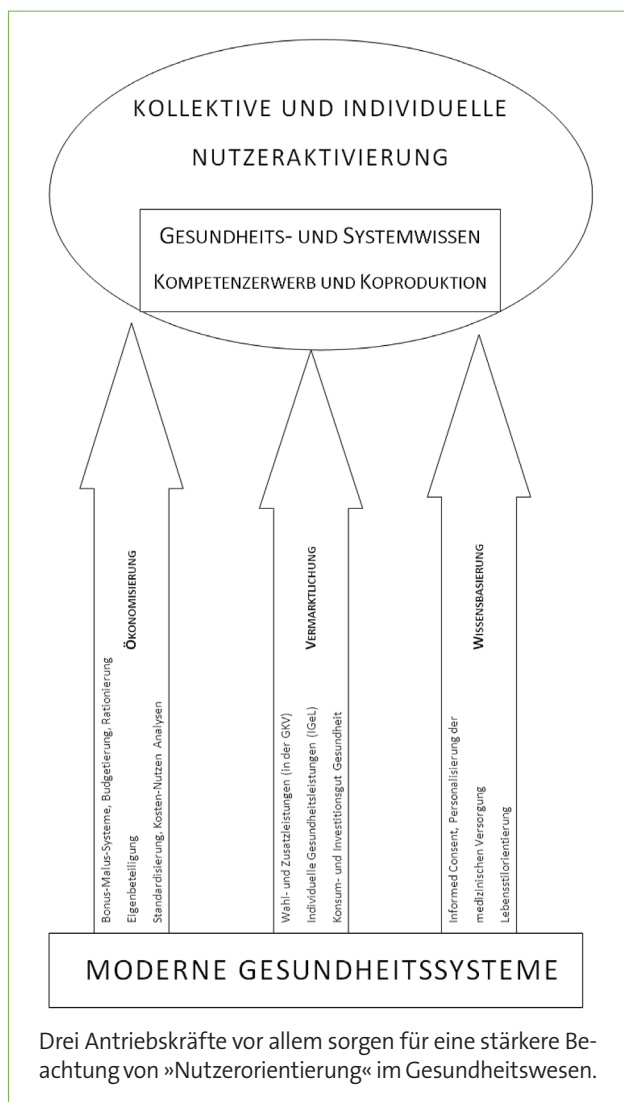 KOLLEKTIVE UND INDIVIDUELLE
NUTZERAKTIVIERUNG
GESUNDHEITS- UND SYSTEMWISSEN
KOMPETENZERWERB UND KOPRODUKTION
ÖKONOMISIERUNG
Bonus-Malus-Systeme, Budgetierung, Rationierung
Eigenbeteiligung
Standardisierung, Kosten-Nutzen Analysen
VERMARKTLICHUNG
Wahl- und Zusatzleistungen (in der GKV)
Individuelle Gesundheitsleistungen (IGeL)
Konsum- und Investitionsgut Gesundheit
WISSENSBASIERUNG
Informed Consent, Personalisierung der
medizinischen Versorgung
Lebensstilorientierung
MODERNE GESUNDHEITSSYSTEME
Drei Antriebskräfte vor allem sorgen für eine stärkere Be-
achtung von »Nutzerorientierung« im Gesundheitswesen.